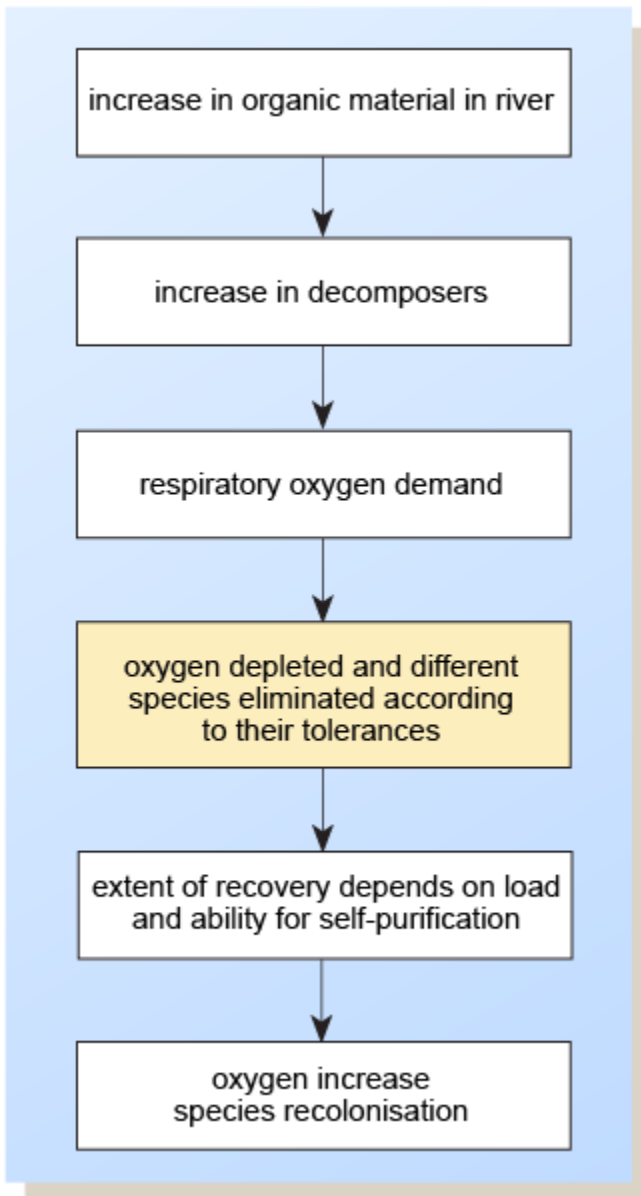 increase in organic material in river
increase in decomposers
respiratory oxygen demand
oxygen depleted and different
species eliminated according
to their tolerances
extent of recovery depends on load
and ability for self-purification
oxygen increase
species recolonisation